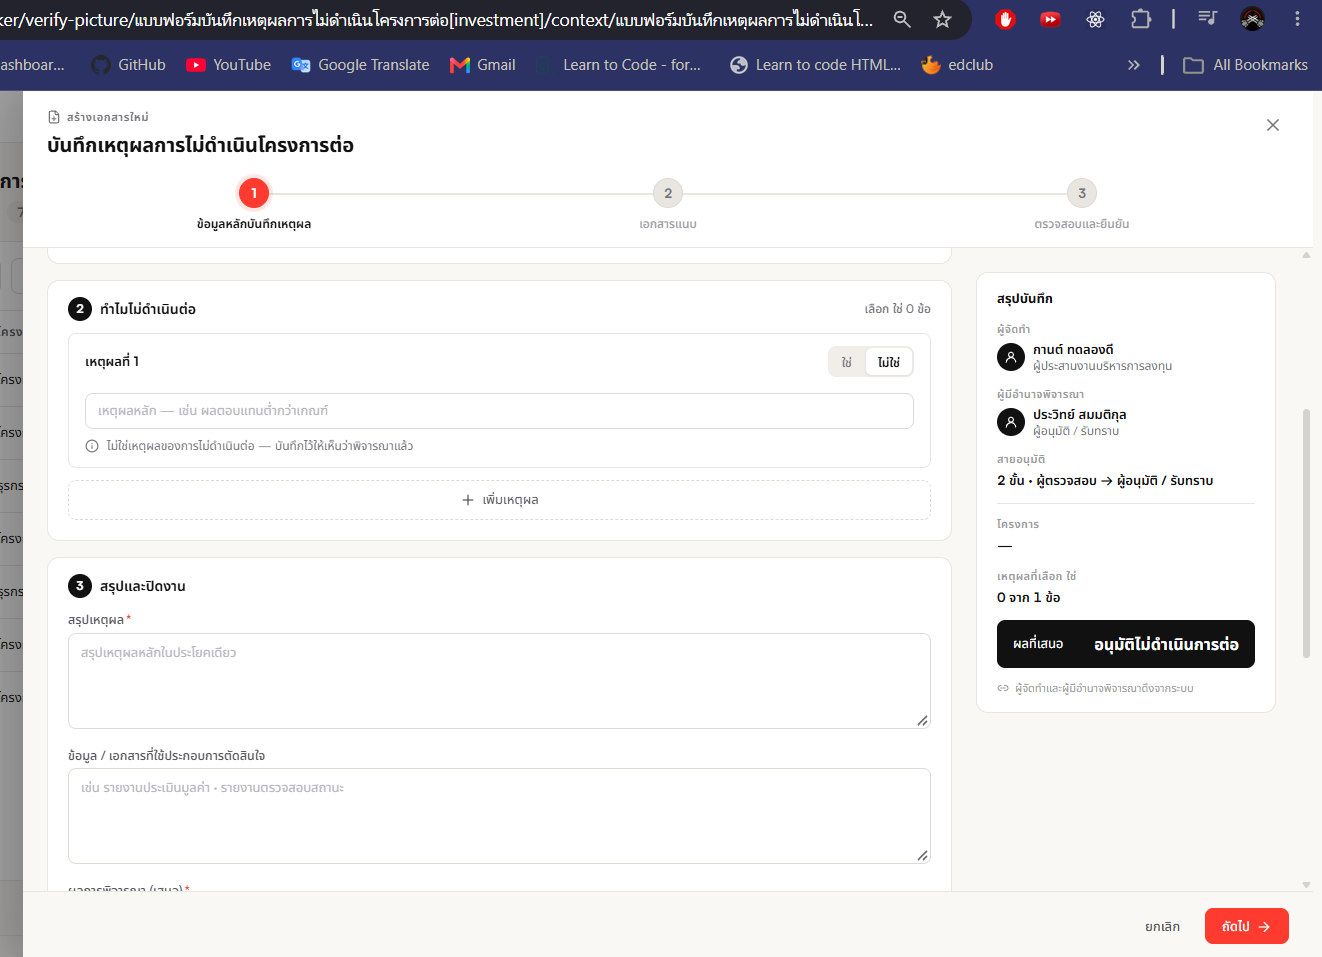 ker/verify-picture/แบบฟอร์มบันทึกเหตุผลการไม่ดำเนินโครงการต่อ[investment]/context/แบบฟอร์มบันทึกเหตุผลการไม่ดำเนินโ...
ashboar...
GitHub
YouTube
Google Translate
Gmail
Learn to Code - for...
Learn to code HTML...
edclub
All Bookmarks
สร้างเอกสารใหม่
บันทึกเหตุผลการไม่ดำเนินโครงการต่อ
1
2
3
ข้อมูลหลักบันทึกเหตุผล
เอกสารแนบ
ตรวจสอบและยืนยัน
2 ทำไมไม่ดำเนินต่อ
เลือก ใช่ 0 ข้อ
เหตุผลที่ 1
ใช่
ไม่ใช่
เหตุผลหลัก — เช่น ผลตอบแทนต่ำกว่าเกณฑ์
ไม่ใช่เหตุผลของการไม่ดำเนินต่อ — บันทึกไว้ให้เห็นว่าพิจารณาแล้ว
+ เพิ่มเหตุผล
3 สรุปและปิดงาน
สรุปเหตุผล *
สรุปเหตุผลหลักในประโยคเดียว
ข้อมูล / เอกสารที่ใช้ประกอบการตัดสินใจ
เช่น รายงานประเมินมูลค่า • รายงานตรวจสอบสถานะ
ผลการพิจารณา (เสนอ) *
สรุปบันทึก
ผู้จัดทำ
กานต์ ทดลองดี
ผู้ประสานงานบริหารการลงทุน
ผู้มีอำนาจพิจารณา
ประวิทย์ สมมติกุล
ผู้อนุมัติ / รับทราบ
สายอนุมัติ
2 ขั้น • ผู้ตรวจสอบ → ผู้อนุมัติ / รับทราบ
โครงการ
—
เหตุผลที่เลือก ใช่
0 จาก 1 ข้อ
ผลที่เสนอ
อนุมัติไม่ดำเนินการต่อ
ผู้จัดทำและผู้มีอำนาจพิจารณาดึงจากระบบ
ยกเลิก
ถัดไป →